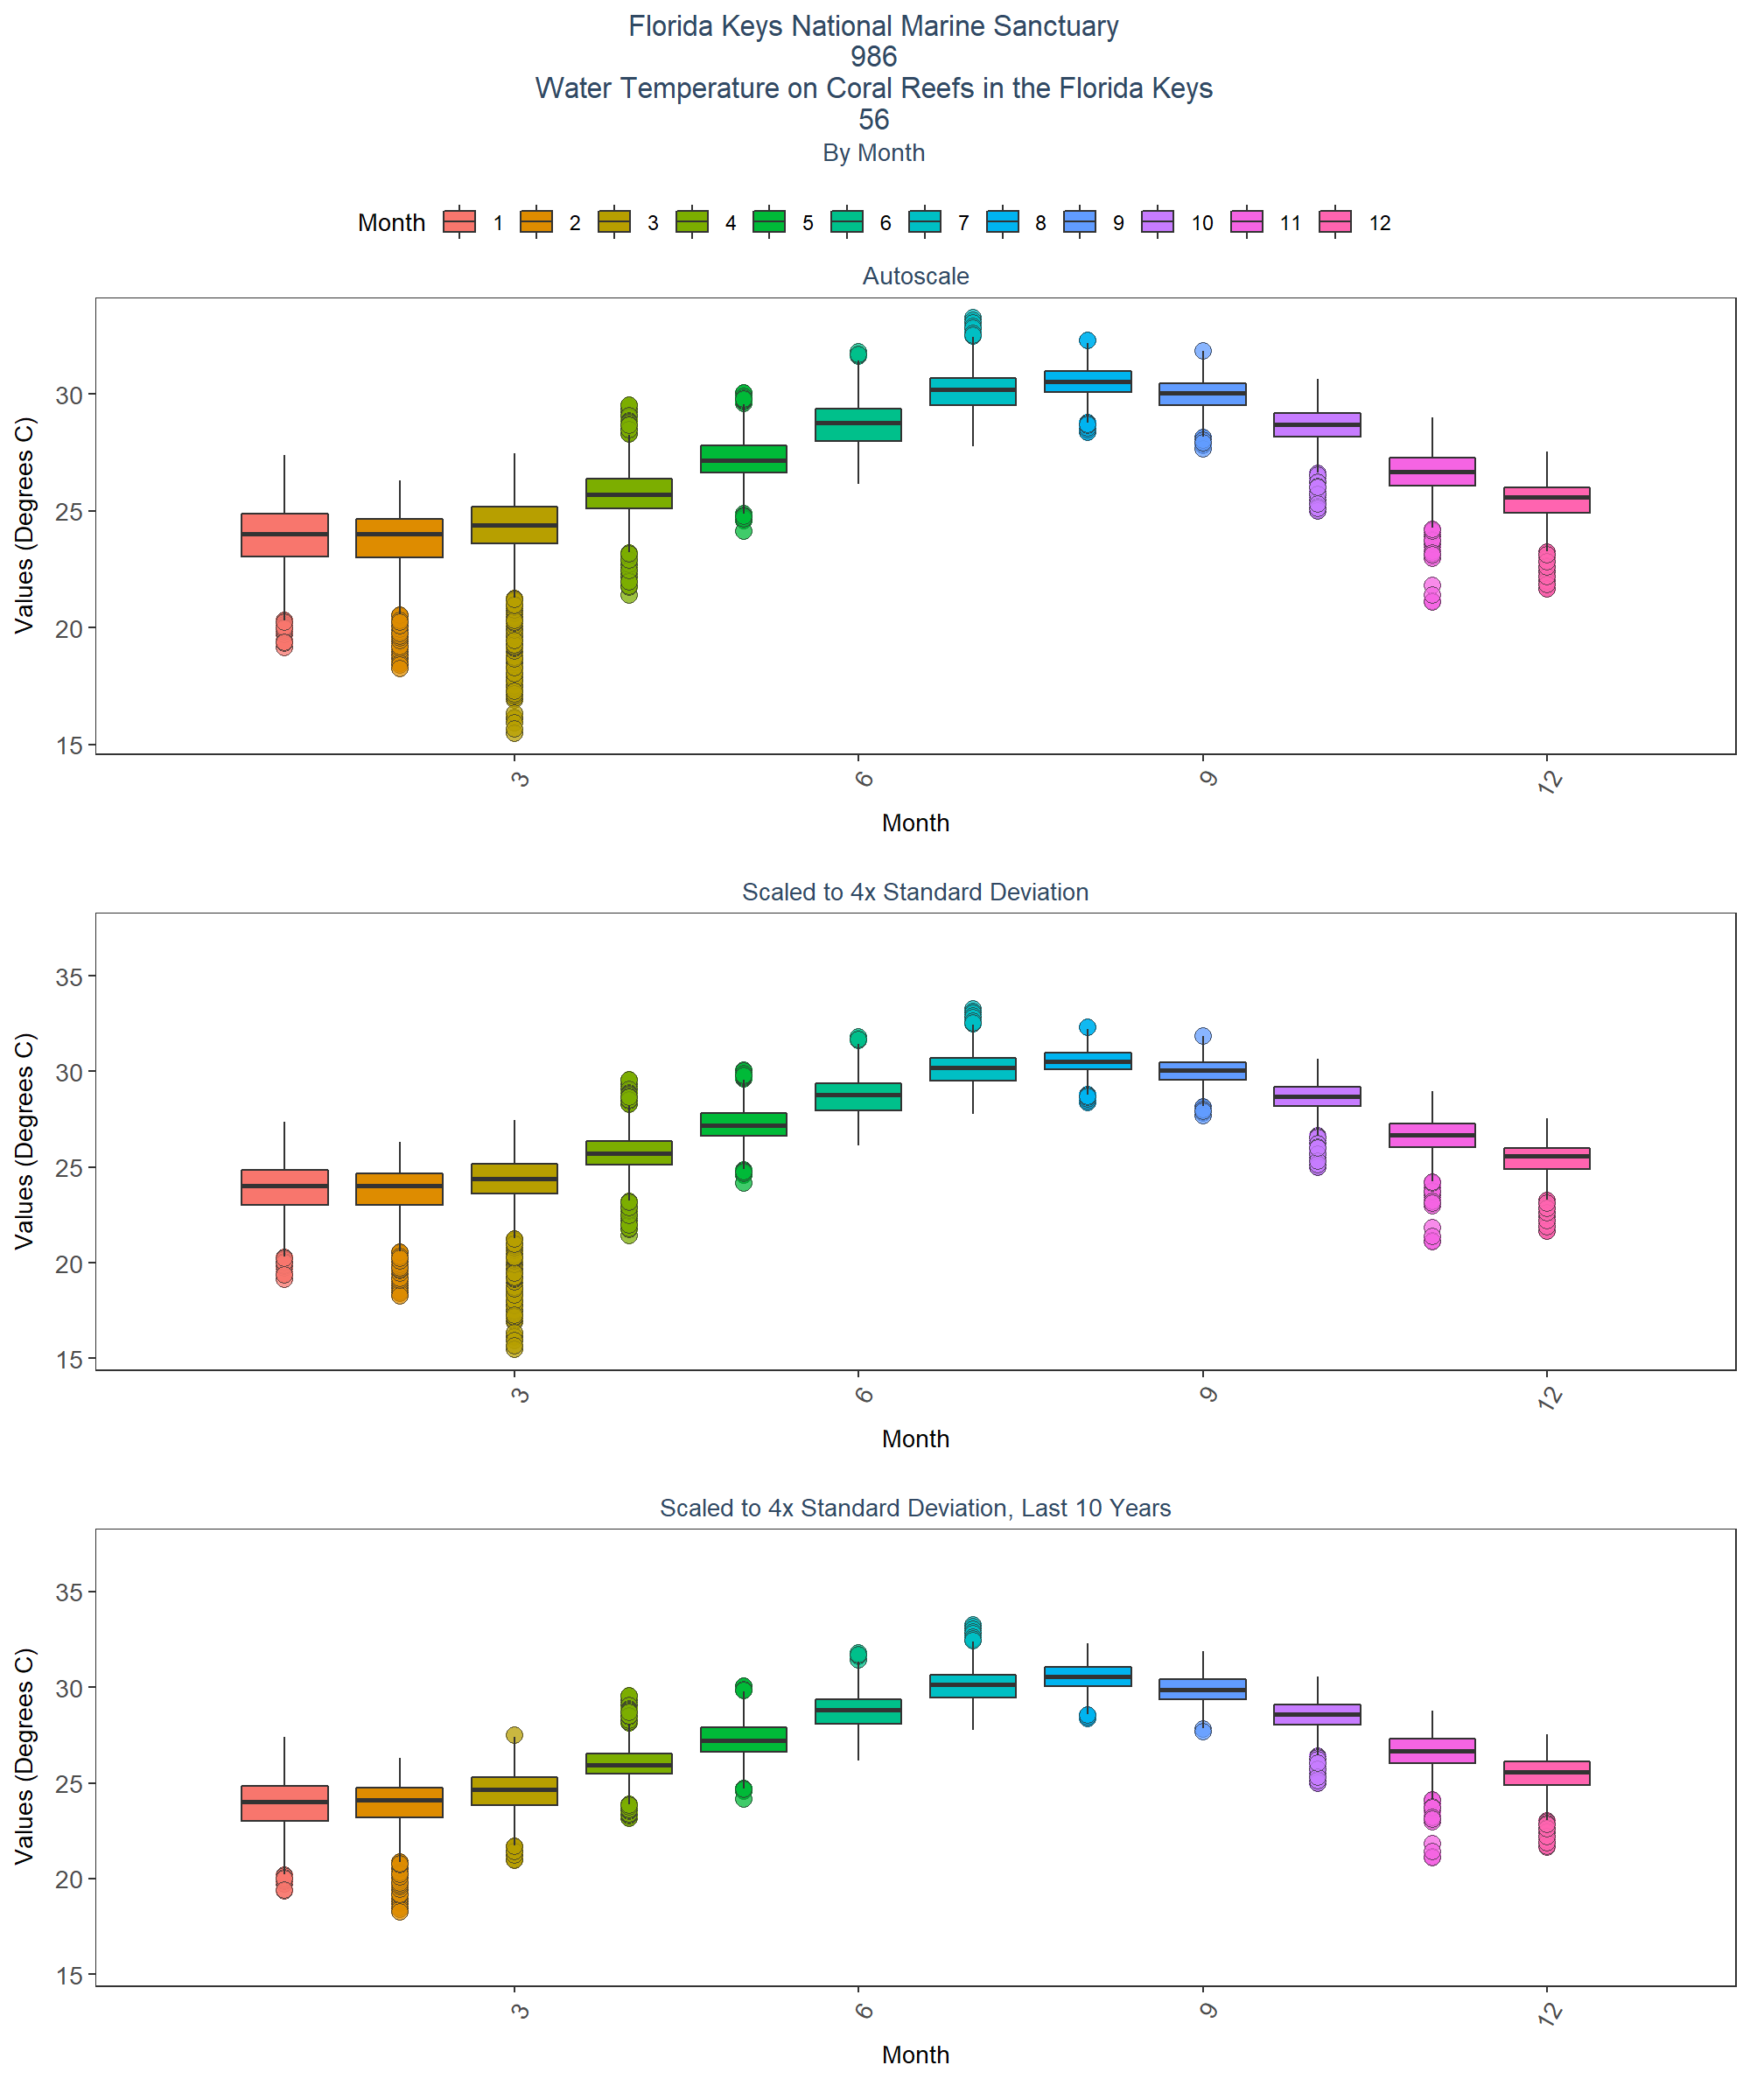 Florida Keys National Marine Sanctuary
986
Water Temperature on Coral Reefs in the Florida Keys
56
By Month
Month 1 2 3 4 5 6 7 8 9 10 11 12
Autoscale
Values (Degrees C)
30
25
20
15
3 6 9 12
Month
Scaled to 4x Standard Deviation
Values (Degrees C)
35
30
25
20
15
3 6 9 12
Month
Scaled to 4x Standard Deviation, Last 10 Years
Values (Degrees C)
35
30
25
20
15
3 6 9 12
Month